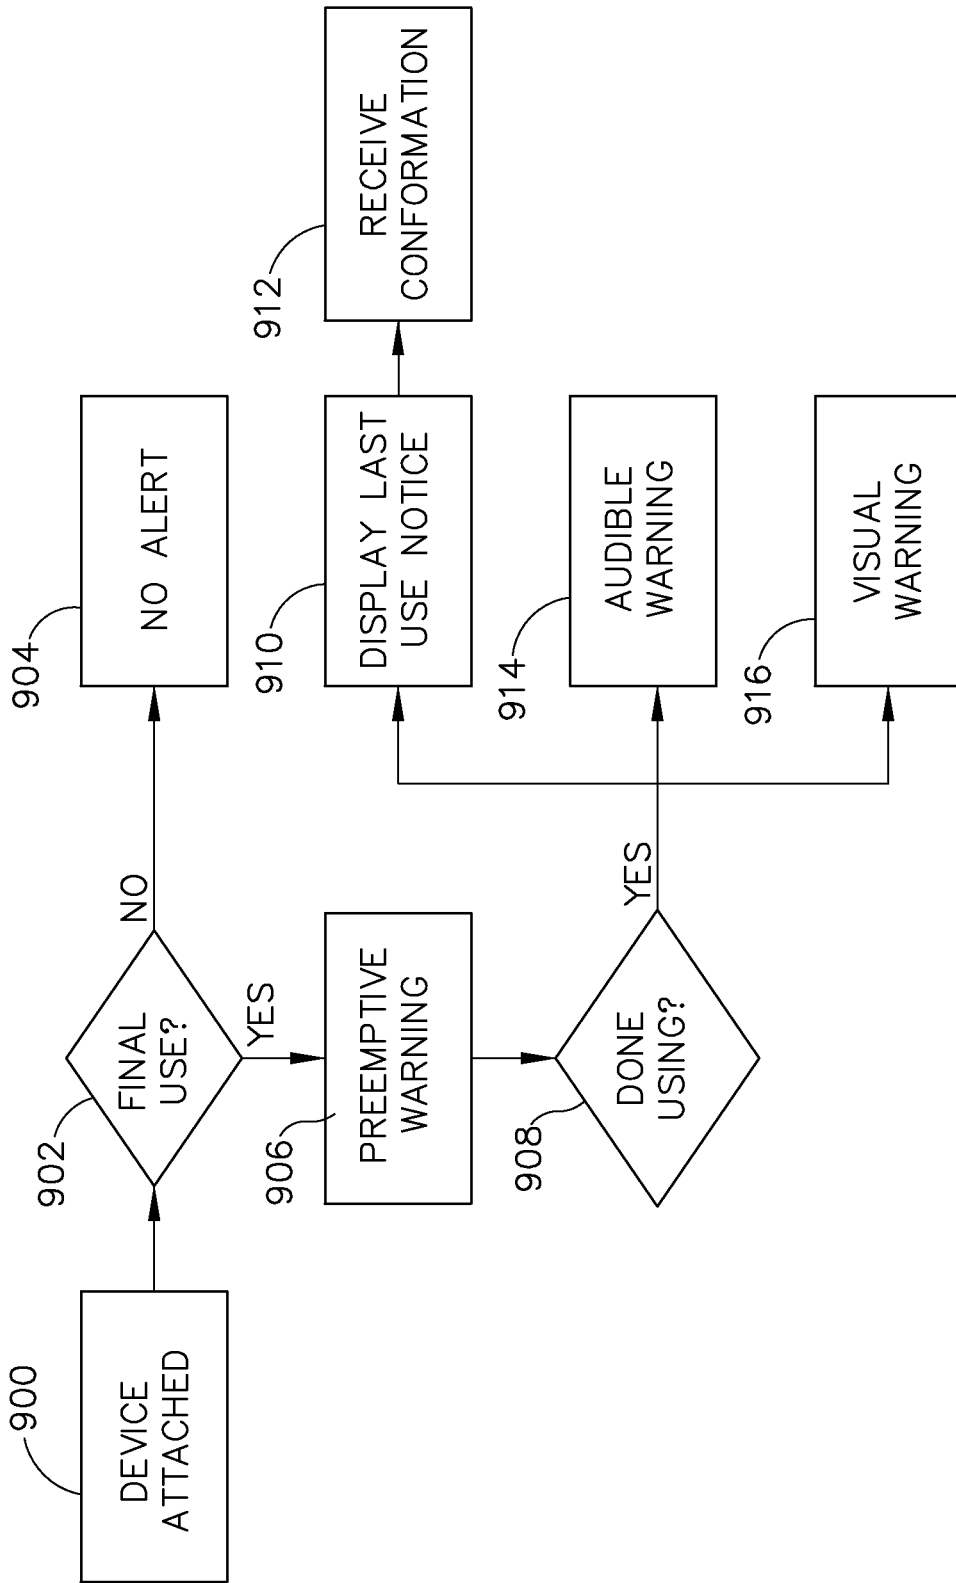 900
DEVICE
ATTACHED
902
FINAL
USE?
NO
904
NO ALERT
YES
906
PREEMPTIVE
WARNING
908
DONE
USING?
YES
910
DISPLAY LAST
USE NOTICE
912
RECEIVE
CONFORMATION
914
AUDIBLE
WARNING
916
VISUAL
WARNING